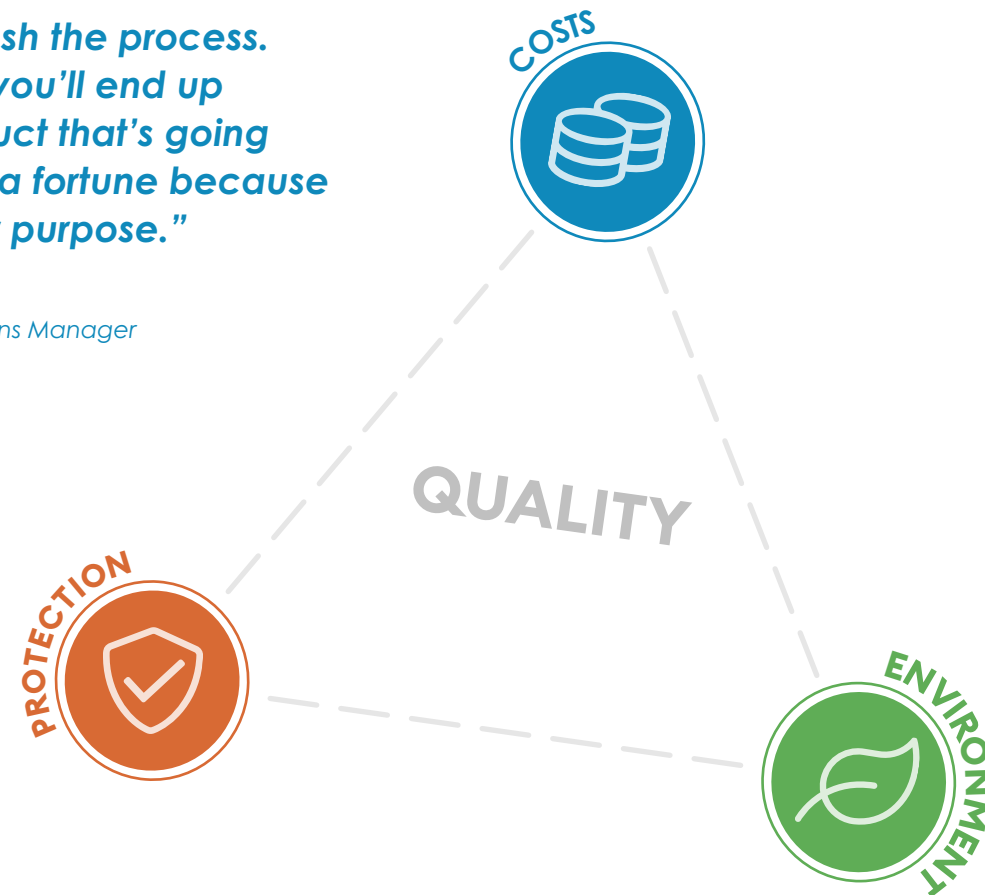 sh the process.
you’ll end up
uct that’s going
a fortune because
purpose.”
ns Manager
COSTS
QUALITY
PROTECTION
ENVIRONMENT